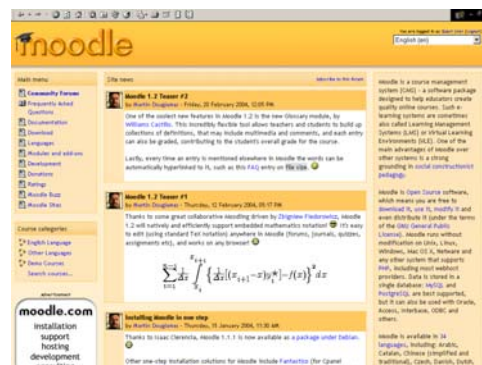 You are logged in as Guest User (Logout)
moodle
English (en)
Main menu
Community Forums
Frequently Asked
Questions
Documentation
Download
Languages
Modules and add-ons
Development
Donations
Ratings
Moodle Buzz
Moodle Sites
Course categories
English Language
Other Languages
Demo Courses
Search courses...
advertisement
moodle.com
installation
support
hosting
development
Site news
Subscribe to this forum
Moodle 1.2 Teaser #2
by Martin Dougiamas - Friday, 20 February 2004, 12:05 PM
One of the coolest new features in Moodle 1.2 is the new Glossary module, by
Williams Castillo. This incredibly flexible tool allows teachers and students to build up
collections of definitions, that may include multimedia and comments, and each entry
can also be graded, contributing to the student's overall grade for the course.
Lastly, every time an entry is mentioned elsewhere in Moodle the words can be
automatically hyperlinked to it, such as this FAQ entry on file size.
Moodle 1.2 Teaser #1
by Martin Dougiamas - Thursday, 12 February 2004, 05:17 PM
Thanks to some great collaborative Moodling driven by Zbigniew Fiedorowicz, Moodle
1.2 will natively and efficiently support embedded mathematics notation! It's easy
to edit (using standard Tex notation) anywhere in Moodle (forums, journals, quizzes,
assignments etc), and works on any browser!
Installing Moodle in one step
by Martin Dougiamas - Thursday, 15 January 2004, 11:30 AM
Thanks to Isaac Clerencia, Moodle 1.1.1 is now available as a package under Debian.
Other one-step installation solutions for Moodle include Fantastico (for Cpanel
Moodle is a course management
system (CMS) - a software package
designed to help educators create
quality online courses. Such e-
learning systems are sometimes
also called Learning Management
Systems (LMS) or Virtual Learning
Environments (VLE). One of the
main advantages of Moodle over
other systems is a strong
grounding in social constructionist
pedagogy.
Moodle is Open Source software,
which means you are free to
download it, use it, modify it and
even distribute it (under the terms
of the GNU General Public
License). Moodle runs without
modification on Unix, Linux,
Windows, Mac OS X, Netware and
any other system that supports
PHP, including most webhost
providers. Data is stored in a
single database: MySQL and
PostgreSQL are best supported,
but it can also be used with Oracle,
Access, Interbase, ODBC and
others.
Moodle is available in 34
languages, including: Arabic,
Catalan, Chinese (simplified and
traditional), Czech, Danish, Dutch,